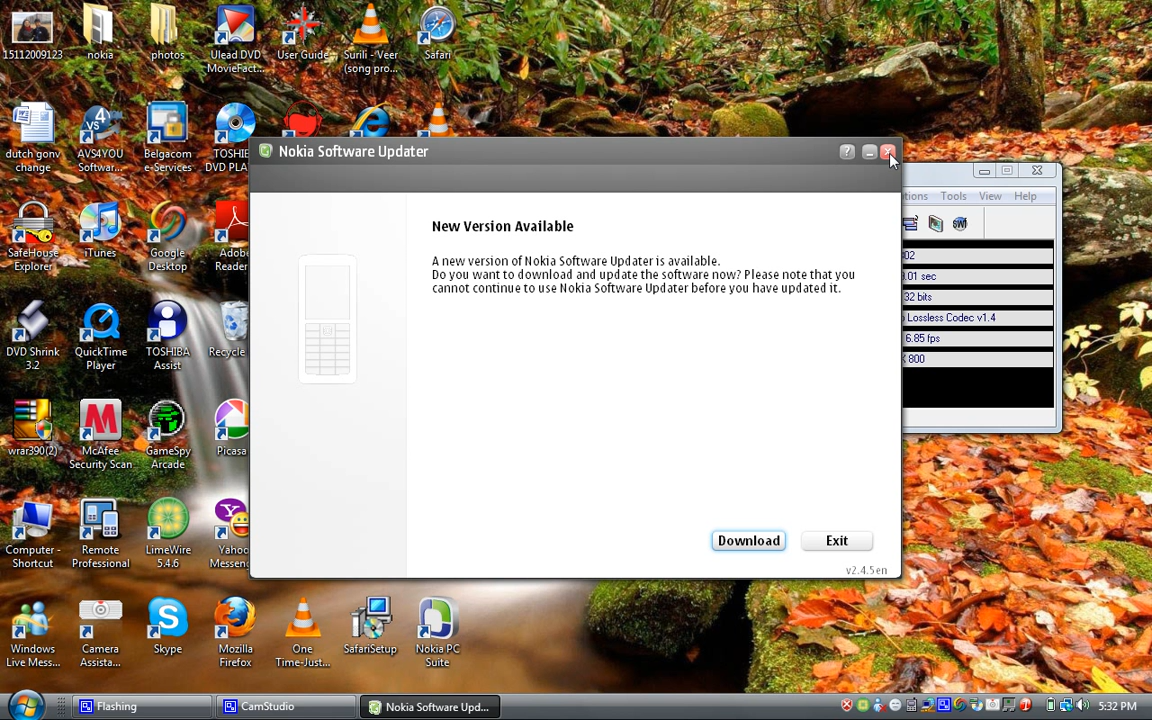 15112009123
nokia
photos
Ulead DVD
MovieFact...
User Guide
Surili - Veer
(song pro...
Safari
dutch gonv
change
AVS4YOU
Softwar...
Belgacom
e-Services
TOSHIB
DVD PLA
SafeHouse
Explorer
iTunes
Google
Desktop
Adob
Reader
DVD Shrink
3.2
QuickTime
Player
TOSHIBA
Assist
Recycle
wrar390(2)
McAfee
Security Scan
GameSpy
Arcade
Picasa
Computer -
Shortcut
Remote
Professional
LimeWire
5.4.6
Yahoo
Messen
Windows
Live Mess...
Camera
Assista...
Skype
Mozilla
Firefox
One
Time-Just...
SafariSetup
Nokia PC
Suite
Nokia Software Updater
New Version Available
A new version of Nokia Software Updater is available.
Do you want to download and update the software now? Please note that you
cannot continue to use Nokia Software Updater before you have updated it.
Download
Exit
v2.4.5en
Tools View Help
.01 sec
32 bits
Lossless Codec v1.4
6.85 fps
800
Flashing
CamStudio
Nokia Software Upd...
5:32 PM